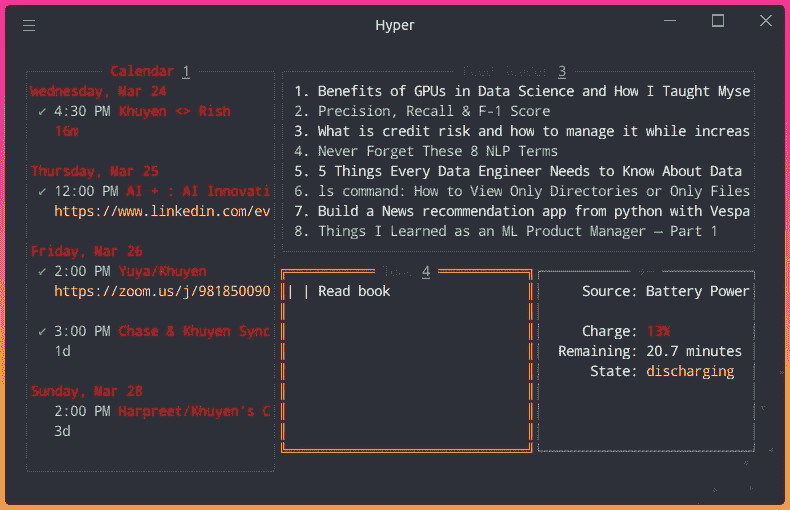 Hyper
Calendar 1
Wednesday, Mar 24
✓ 4:30 PM Khuyen <> Rish
16m
Thursday, Mar 25
✓ 12:00 PM AI + : AI Innovati
https://www.linkedin.com/ev
Friday, Mar 26
✓ 2:00 PM Yuya/Khuyen
https://zoom.us/j/981850090
✓ 3:00 PM Chase & Khuyen Sync
1d
Sunday, Mar 28
2:00 PM Harpreet/Khuyen's C
3d
3
1. Benefits of GPUs in Data Science and How I Taught Myse
2. Precision, Recall & F-1 Score
3. What is credit risk and how to manage it while increas
4. Never Forget These 8 NLP Terms
5. 5 Things Every Data Engineer Needs to Know About Data
6. ls command: How to View Only Directories or Only Files
7. Build a News recommendation app from python with Vespa
8. Things I Learned as an ML Product Manager — Part 1
4
| | Read book
Source: Battery Power
Charge: 13%
Remaining: 20.7 minutes
State: discharging